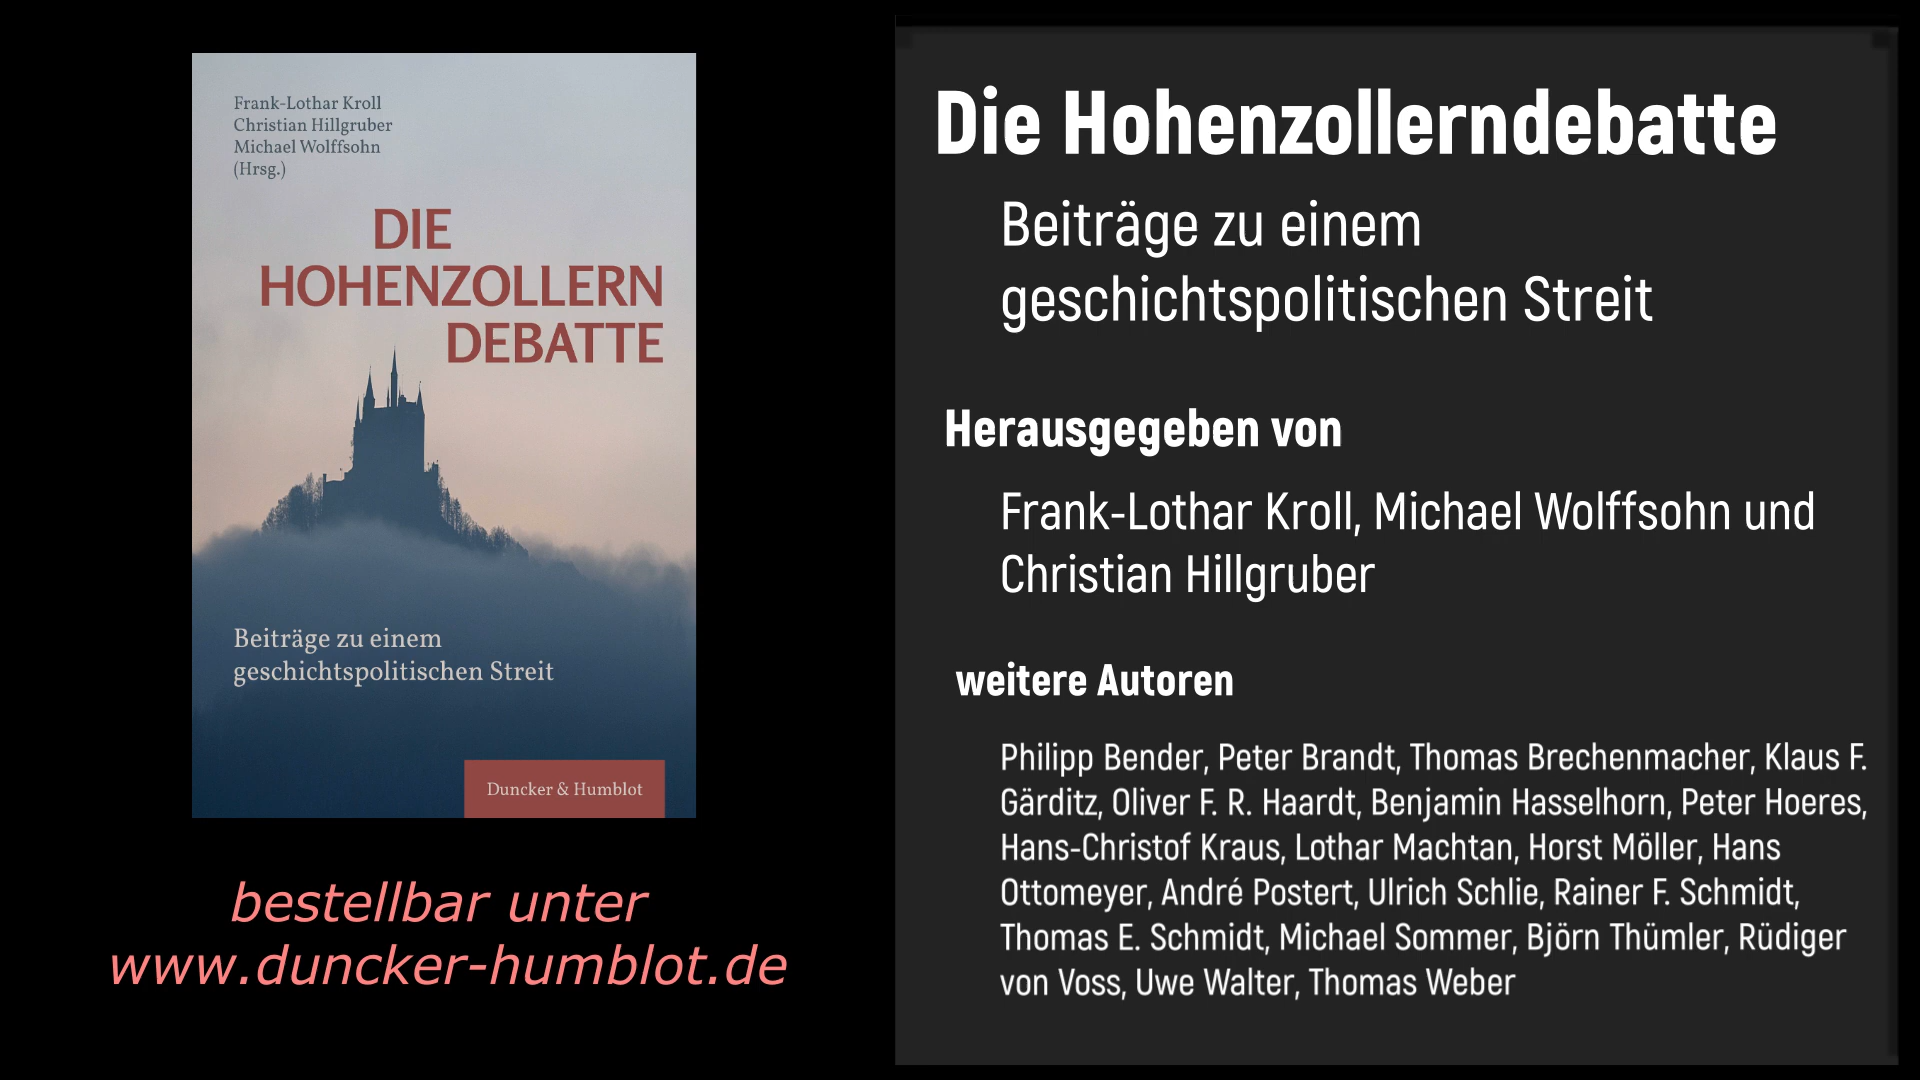 Frank-Lothar Kroll
Christian Hillgruber
Michael Wolffsohn
(Hrsg.)
DIE
HOHENZOLLERN
DEBATTE
Beiträge zu einem
geschichtspolitischen Streit
Duncker & Humblot
bestellbar unter
www.duncker-humblot.de
Die Hohenzollerndebatte
Beiträge zu einem
geschichtspolitischen Streit
Herausgegeben von
Frank-Lothar Kroll, Michael Wolffsohn und
Christian Hillgruber
weitere Autoren
Philipp Bender, Peter Brandt, Thomas Brechenmacher, Klaus F.
Gärditz, Oliver F. R. Haardt, Benjamin Hasselhorn, Peter Hoeres,
Hans-Christof Kraus, Lothar Machtan, Horst Möller, Hans
Ottomeyer, André Postert, Ulrich Schlie, Rainer F. Schmidt,
Thomas E. Schmidt, Michael Sommer, Björn Thümler, Rüdiger
von Voss, Uwe Walter, Thomas Weber